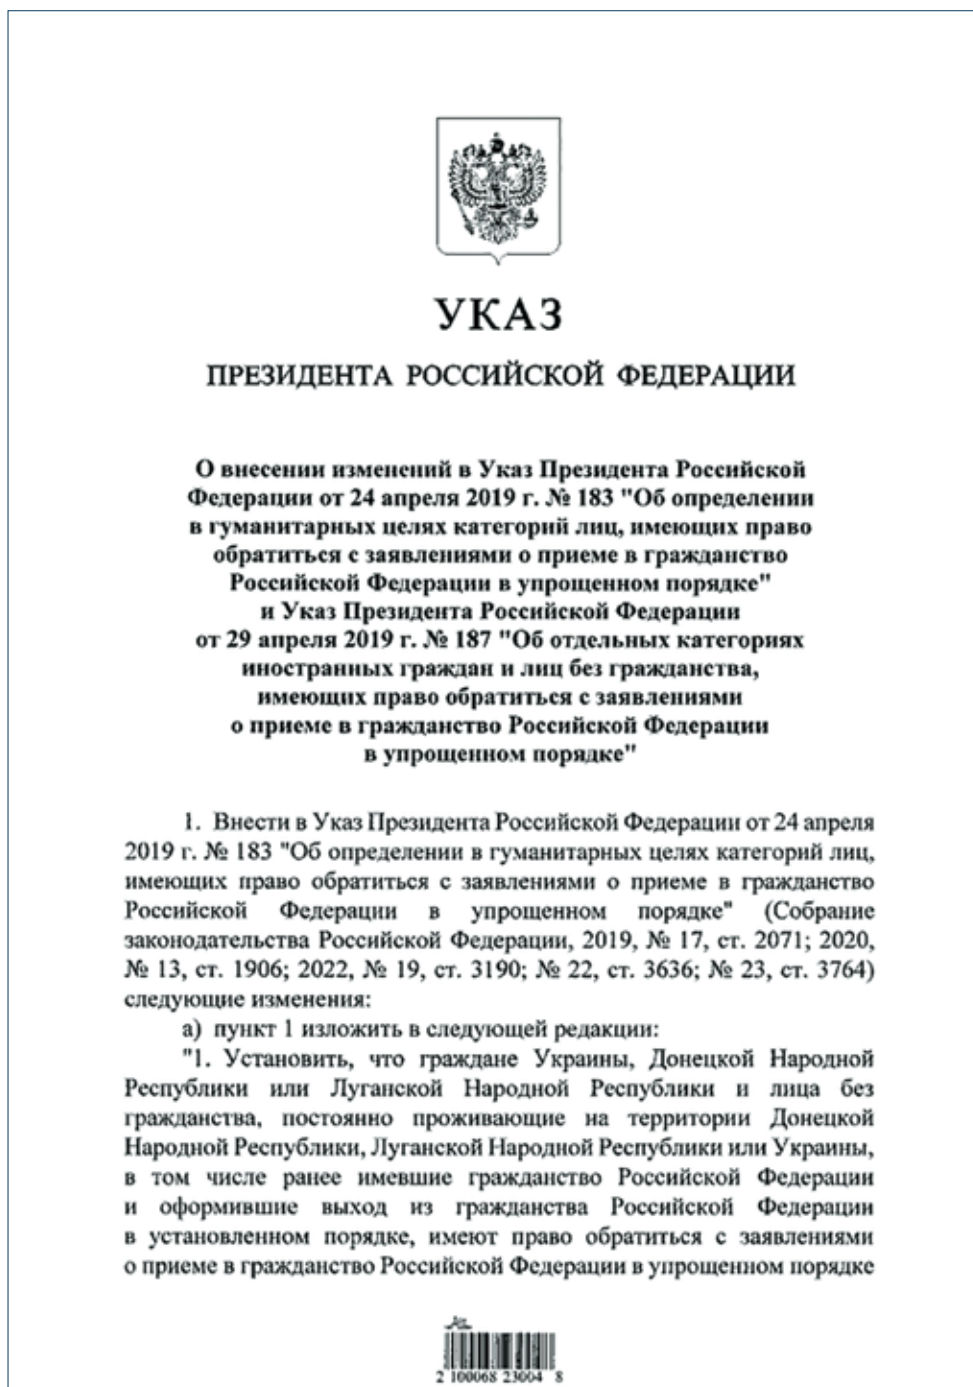 УКАЗ
ПРЕЗИДЕНТА РОССИЙСКОЙ ФЕДЕРАЦИИ
О внесении изменений в Указ Президента Российской
Федерации от 24 апреля 2019 г. № 183 "Об определении
в гуманитарных целях категорий лиц, имеющих право
обратиться с заявлениями о приеме в гражданство
Российской Федерации в упрощенном порядке"
и Указ Президента Российской Федерации
от 29 апреля 2019 г. № 187 "Об отдельных категориях
иностранных граждан и лиц без гражданства,
имеющих право обратиться с заявлениями
о приеме в гражданство Российской Федерации
в упрощенном порядке"
1. Внести в Указ Президента Российской Федерации от 24 апреля
2019 г. № 183 "Об определении в гуманитарных целях категорий лиц,
имеющих право обратиться с заявлениями о приеме в гражданство
Российской Федерации в упрощенном порядке" (Собрание
законодательства Российской Федерации, 2019, № 17, ст. 2071; 2020,
№ 13, ст. 1906; 2022, № 19, ст. 3190; № 22, ст. 3636; № 23, ст. 3764)
следующие изменения:
а) пункт 1 изложить в следующей редакции:
"1. Установить, что граждане Украины, Донецкой Народной
Республики или Луганской Народной Республики и лица без
гражданства, постоянно проживающие на территории Донецкой
Народной Республики, Луганской Народной Республики или Украины,
в том числе ранее имевшие гражданство Российской Федерации
и оформившие выход из гражданства Российской Федерации
в установленном порядке, имеют право обратиться с заявлениями
о приеме в гражданство Российской Федерации в упрощенном порядке
2 100068 23004 8